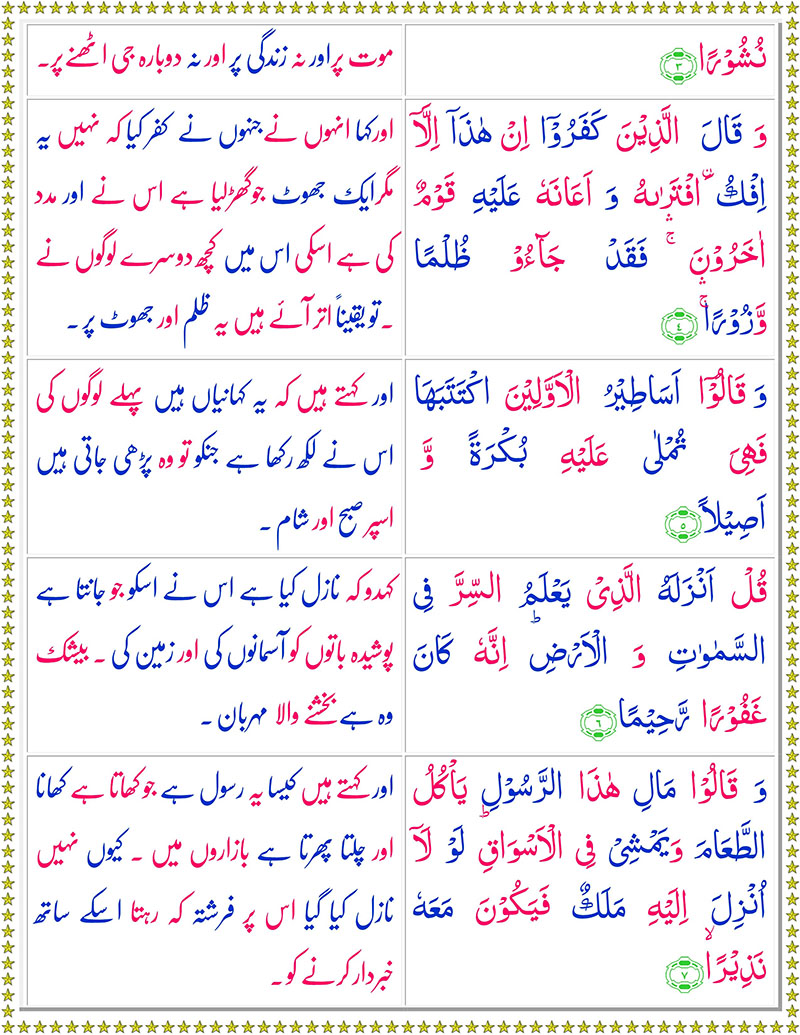 نُشُوۡرًا ﴿۳﴾
موت پر اور نہ زندگی پر اور نہ دوبارہ جی اٹھنے پر۔
وَ قَالَ الَّذِیۡنَ کَفَرُوۡۤا اِنۡ ہٰذَاۤ اِلَّاۤ
اِفۡکُۨ افۡتَرٰىہُ وَ اَعَانَہٗ عَلَیۡہِ قَوۡمٌ
اٰخَرُوۡنَ ۚۛ فَقَدۡ جَآءُوۡ ظُلۡمًا
وَّزُوۡرًا ۚ﴿۴﴾
اور کہا انہوں نے جنہوں نے کفر کیا کہ نہیں یہ
مگر ایک جھوٹ جو گھڑ لیا ہے اس نے اور مدد
کی ہے اسکی اس میں کچھ دوسرے لوگوں نے
۔ تو یقیناً اتر آئے ہیں یہ ظلم اور جھوٹ پر۔
وَ قَالُوۡۤا اَسَاطِیۡرُ الۡاَوَّلِیۡنَ اکۡتَتَبَہَا
فَہِیَ تُمۡلٰی عَلَیۡہِ بُکۡرَۃً وَّ
اَصِیۡلًا ﴿۵﴾
اور کہتے ہیں کہ یہ کہانیاں ہیں پہلے لوگوں کی
اس نے لکھ رکھا ہے جنکو تو وہ پڑھی جاتی ہیں
اسپر صبح اور شام ۔
قُلۡ اَنۡزَلَہُ الَّذِیۡ یَعۡلَمُ السِّرَّ فِی
السَّمٰوٰتِ وَ الۡاَرۡضِ ؕ اِنَّہٗ کَانَ
غَفُوۡرًا رَّحِیۡمًا ﴿۶﴾
کہدو کہ نازل کیا ہے اس نے اسکو جو جانتا ہے
پوشیدہ باتوں کو آسمانوں کی اور زمین کی ۔ بیشک
وہ ہے بخشنے والا مہربان ۔
وَ قَالُوۡا مَالِ ہٰذَا الرَّسُوۡلِ یَاۡکُلُ
الطَّعَامَ وَیَمۡشِیۡ فِی الۡاَسۡوَاقِ ؕ لَوۡ لَاۤ
اُنۡزِلَ اِلَیۡہِ مَلَکٌ فَیَکُوۡنَ مَعَہٗ
نَذِیۡرًا ۙ﴿۷﴾
اور کہتے ہیں کیسا یہ رسول ہے جو کھاتا ہے کھانا
اور چلتا پھرتا ہے بازاروں میں ۔ کیوں نہیں
نازل کیا گیا اس پر فرشتہ کہ رہتا اسکے ساتھ
خبردار کرنے کو۔